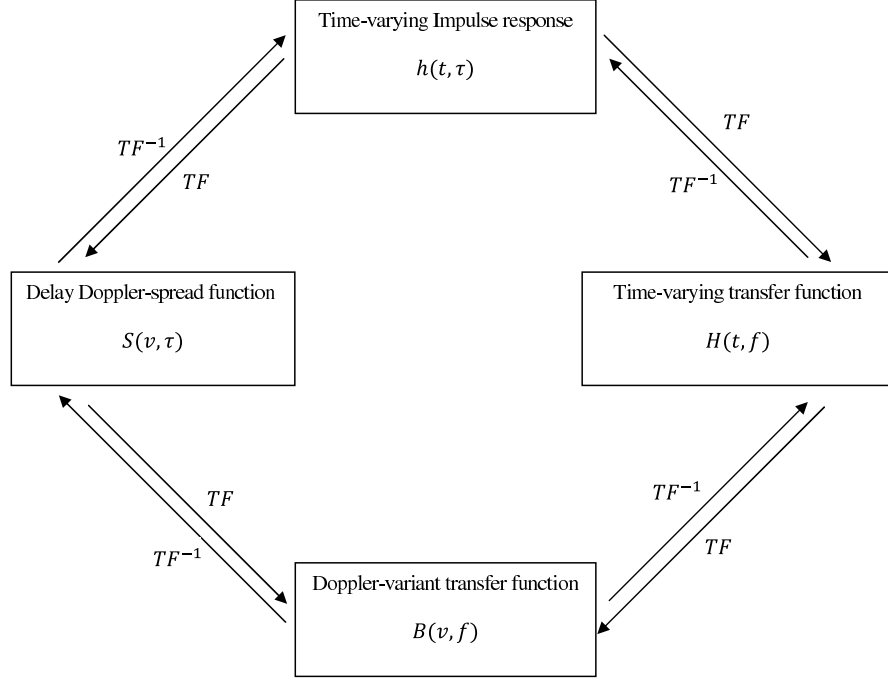 Time-varying Impulse response
h(t, τ)
TF⁻¹
TF
TF
TF⁻¹
Delay Doppler-spread function
S(v, τ)
Time-varying transfer function
H(t, f)
TF
TF⁻¹
TF⁻¹
TF
Doppler-variant transfer function
B(v, f)